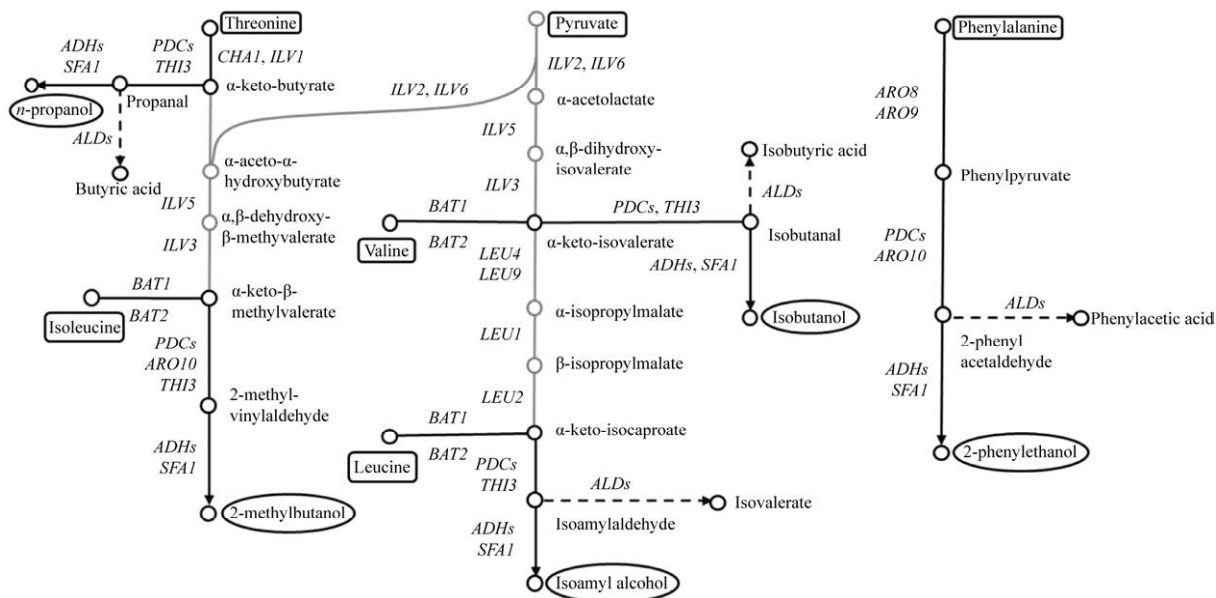 Threonine
ADHs
SFA1
PDCs
THI3
CHA1, ILV1
α-keto-butyrate
Propanal
n-propanol
ALDs
Butyric acid
α-aceto-α-
hydroxybutyrate
ILV5
α,β-dehydroxy-
β-methyvalerate
ILV3
BAT1
Isoleucine
BAT2
α-keto-β-
methylvalerate
PDCs
ARO10
THI3
2-methyl-
vinylaldehyde
ADHs
SFA1
2-methylbutanol
Pyruvate
ILV2, ILV6
ILV2, ILV6
α-acetolactate
ILV5
α,β-dihydroxy-
isovalerate
ILV3
BAT1
Valine
BAT2
α-keto-isovalerate
PDCs, THI3
Isobutyric acid
ALDs
Isobutanal
ADHs, SFA1
Isobutanol
LEU4
LEU9
α-isopropylmalate
LEU1
β-isopropylmalate
LEU2
BAT1
Leucine
BAT2
α-keto-isocaproate
PDCs
THI3
ALDs
Isovalerate
Isoamylaldehyde
ADHs
SFA1
Isoamyl alcohol
Phenylalanine
ARO8
ARO9
Phenylpyruvate
PDCs
ARO10
ALDs
Phenylacetic acid
2-phenyl
acetaldehyde
ADHs
SFA1
2-phenylethanol